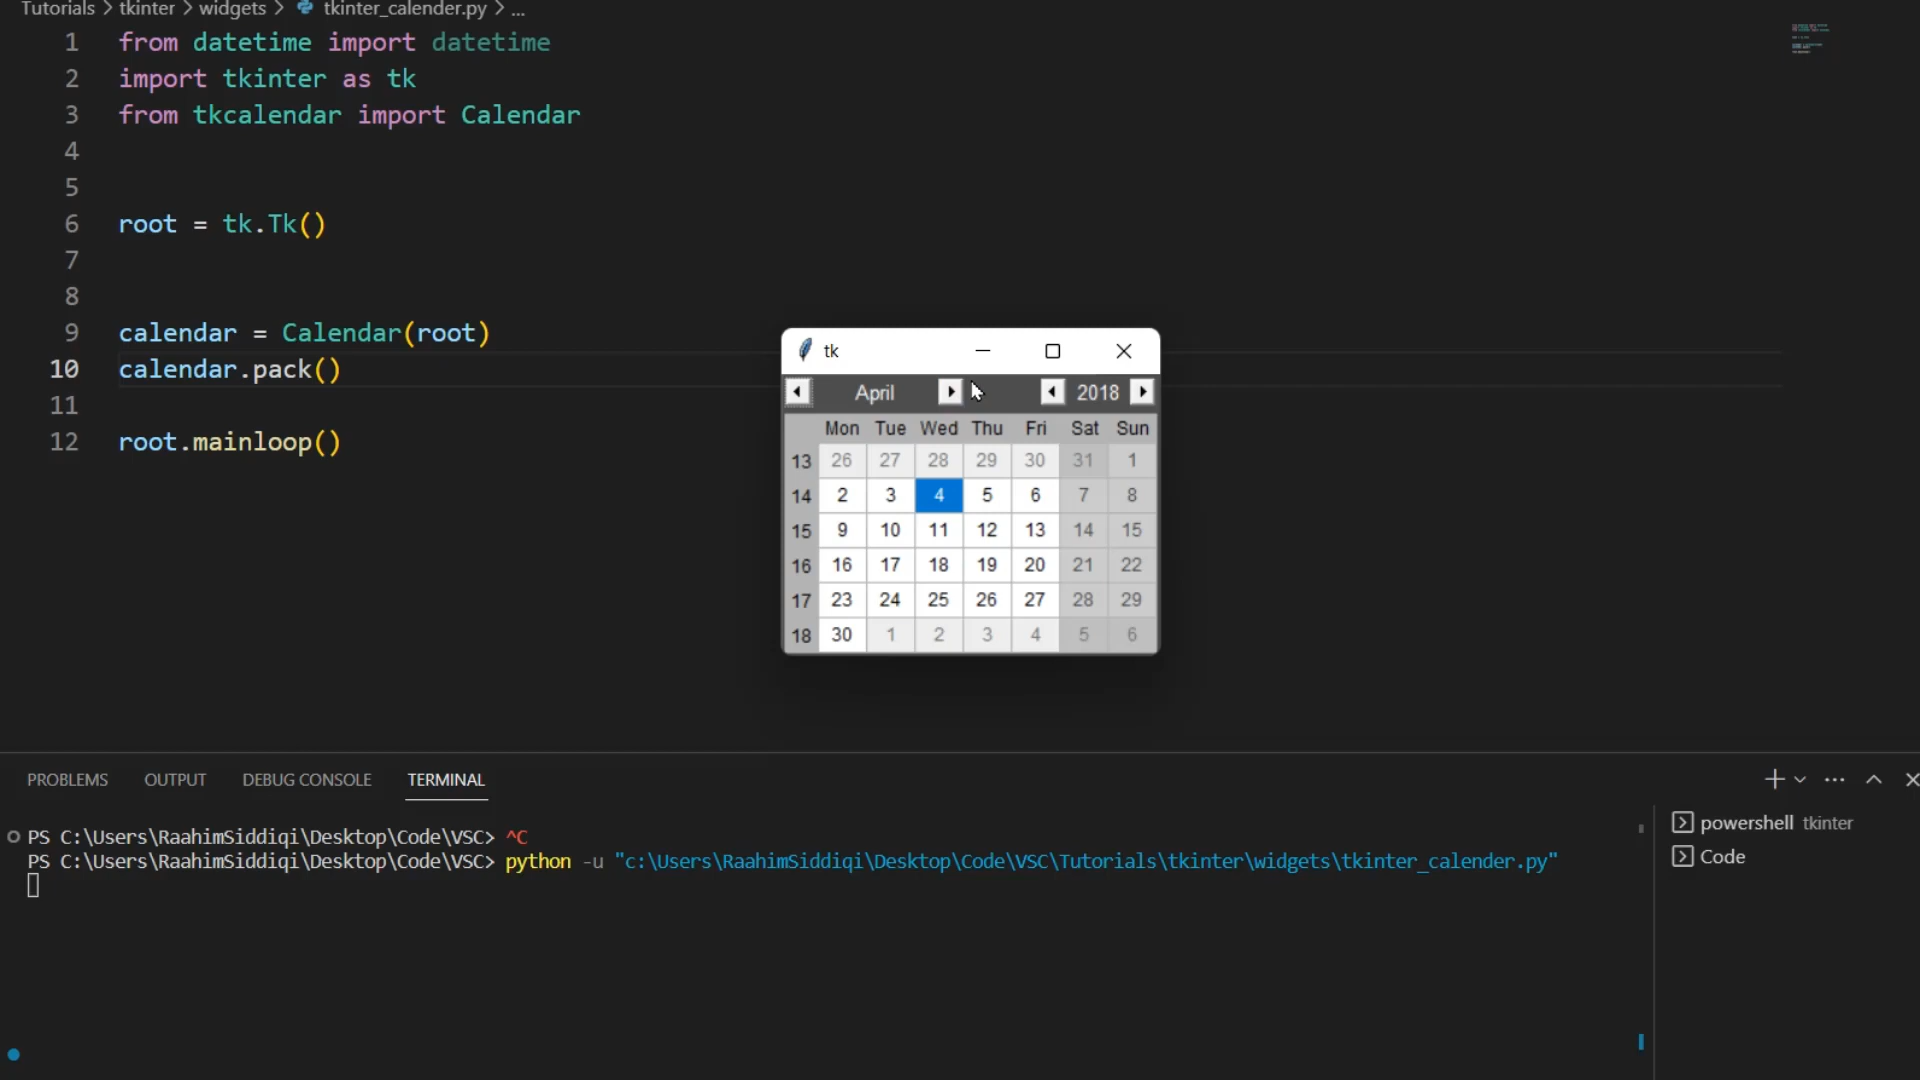 Tutorials > tkinter > widgets > tkinter_calender.py > ...
1 from datetime import datetime
2 import tkinter as tk
3 from tkcalendar import Calendar
4
5
6 root = tk.Tk()
7
8
9 calendar = Calendar(root)
10 calendar.pack()
11
12 root.mainloop()
tk
April 2018
Mon Tue Wed Thu Fri Sat Sun
13 26 27 28 29 30 31 1
14 2 3 4 5 6 7 8
15 9 10 11 12 13 14 15
16 16 17 18 19 20 21 22
17 23 24 25 26 27 28 29
18 30 1 2 3 4 5 6
PROBLEMS OUTPUT DEBUG CONSOLE TERMINAL
PS C:\Users\RaahimSiddiqi\Desktop\Code\VSC> ^C
PS C:\Users\RaahimSiddiqi\Desktop\Code\VSC> python -u "c:\Users\RaahimSiddiqi\Desktop\Code\VSC\Tutorials\tkinter\widgets\tkinter_calender.py"
powershell tkinter
Code